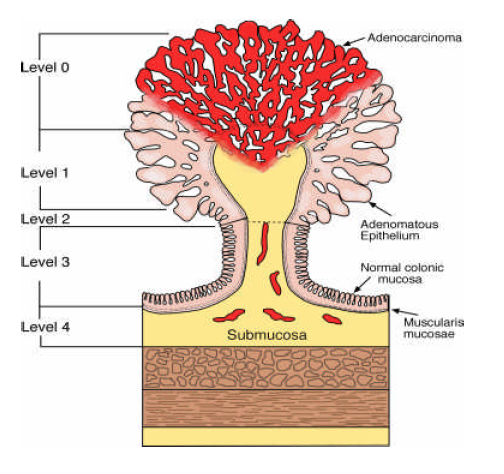 Adenocarcinoma
Level 0
Level 1
Level 2
Adenomatous
Epithelium
Level 3
Normal colonic
mucosa
Level 4
Muscularis
mucosae
Submucosa